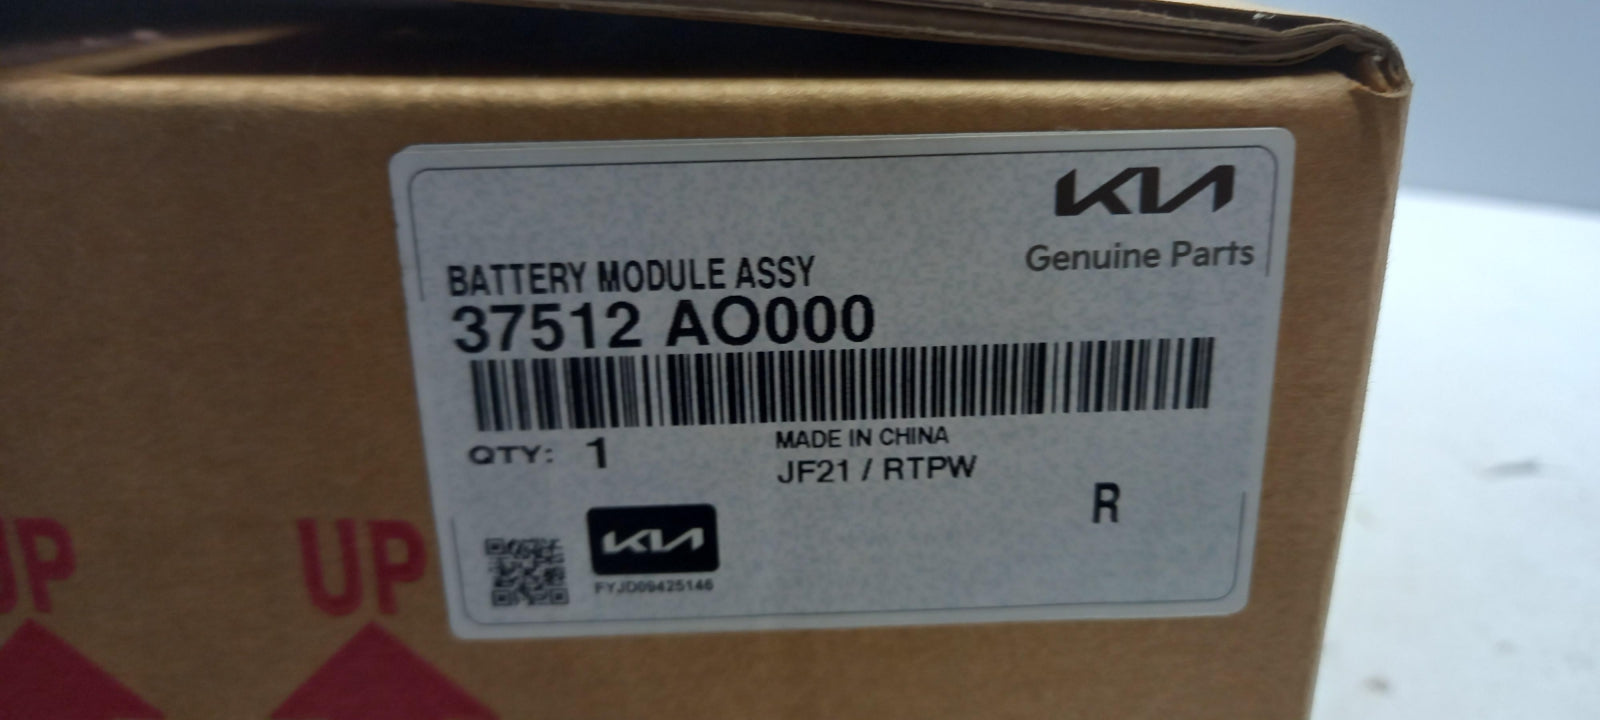 KIA
Genuine Parts
BATTERY MODULE ASSY
37512 AO000
QTY: 1
MADE IN CHINA
JF21 / RTPW
R
KIA
FYJD09425146
UP
UP